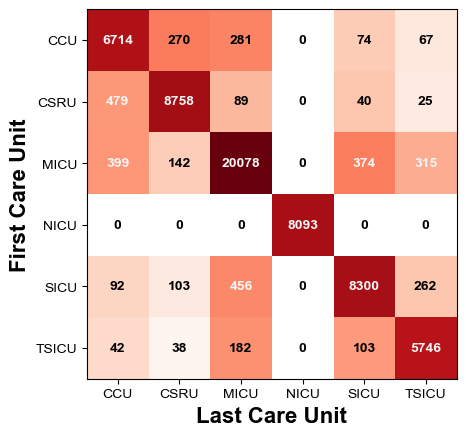 CCU 6714 270 281 0 74 67
CSRU 479 8758 89 0 40 25
MICU 399 142 20078 0 374 315
NICU 0 0 0 8093 0 0
SICU 92 103 456 0 8300 262
TSICU 42 38 182 0 103 5746
CCU CSRU MICU NICU SICU TSICU
Last Care Unit
First Care Unit